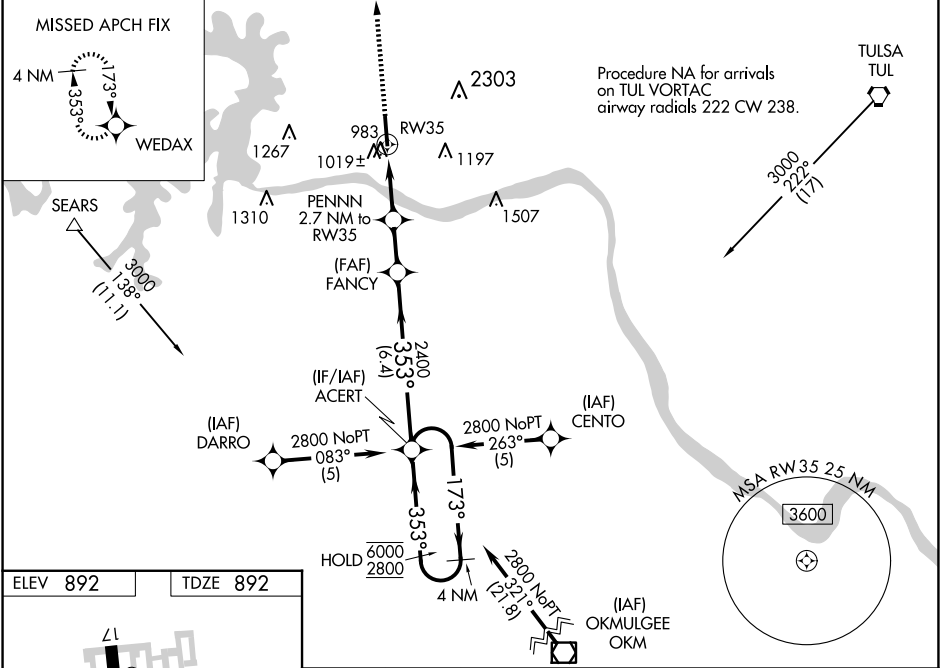 MISSED APCH FIX
4 NM
173°
353°
WEDAX
2303
Procedure NA for arrivals
on TUL VORTAC
airway radials 222 CW 238.
TULSA
TUL
3000
222°
(17)
1267
983
RW35
1019±
1197
1310
1507
PENNN
2.7 NM to
RW35
SEARS
3000
138°
(11.1)
(FAF)
FANCY
2400
353°
(6.4)
(IF/IAF)
ACERT
(IAF)
DARRO
2800 NoPT
083°
(5)
2800 NoPT
263°
(5)
(IAF)
CENTO
353°
173°
HOLD
6000
2800
4 NM
2800 NoPT
321°
(21.8)
(IAF)
OKMULGEE
OKM
MSA RW35 25 NM
3600
ELEV 892
TDZE 892
17